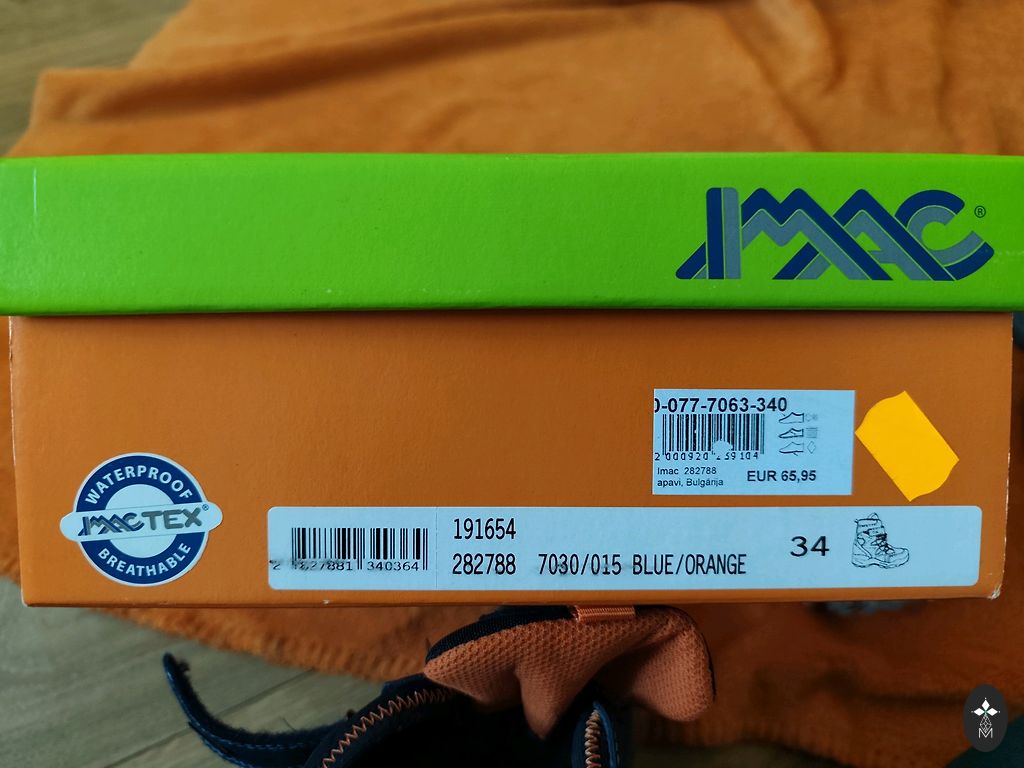 IMAC®
0-077-7063-340
Imac 282788
apavi, Bulgārija
EUR 65,95
WATERPROOF
IMACTEX®
BREATHABLE
191654
282788 7030/015 BLUE/ORANGE
34
340364
M